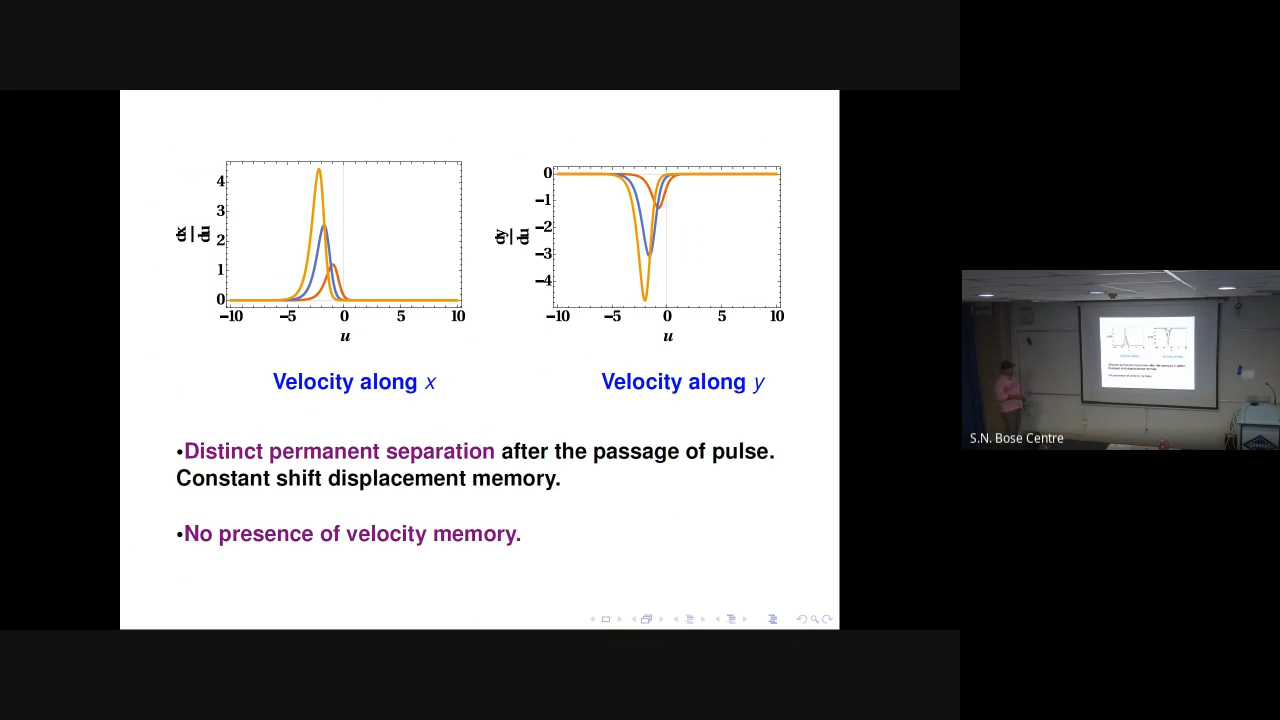 4
3
2
1
0
dx
du
−10 −5 0 5 10
u
Velocity along x
0
−1
−2
−3
−4
dy
du
−10 −5 0 5 10
u
Velocity along y
•Distinct permanent separation after the passage of pulse.
Constant shift displacement memory.
•No presence of velocity memory.
S.N. Bose Centre